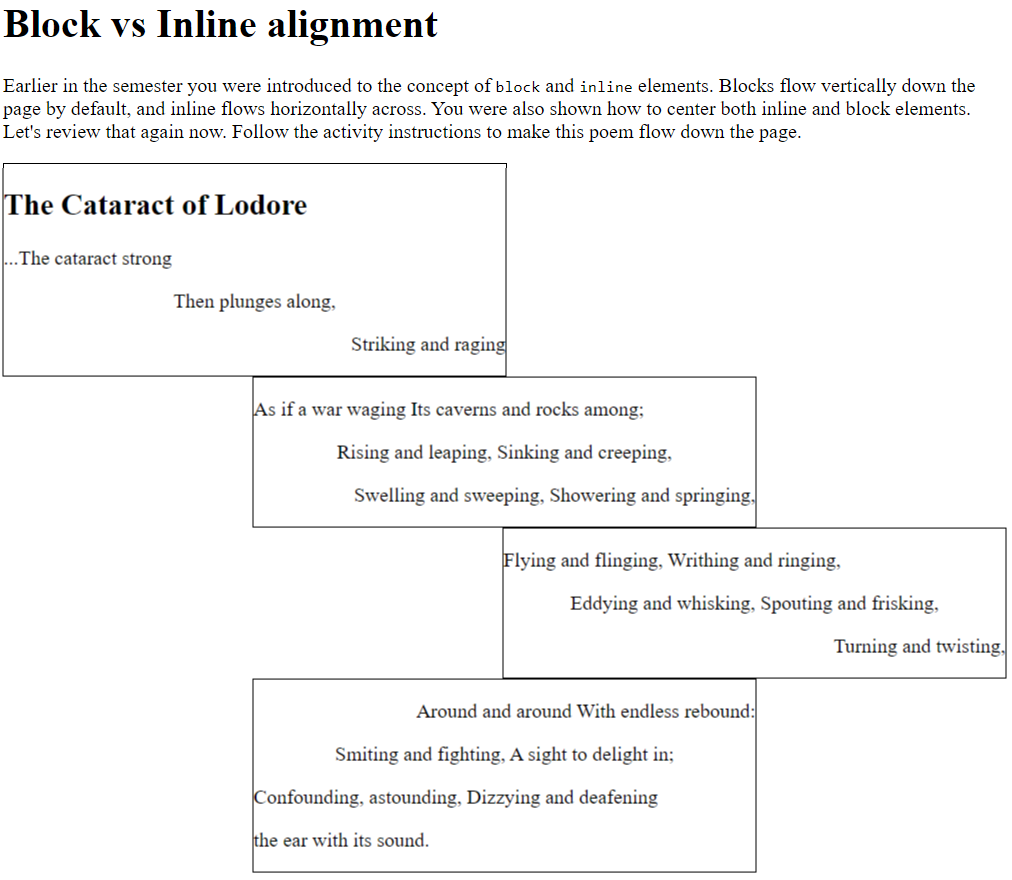 Block vs Inline alignment
Earlier in the semester you were introduced to the concept of block and inline elements. Blocks flow vertically down the
page by default, and inline flows horizontally across. You were also shown how to center both inline and block elements.
Let's review that again now. Follow the activity instructions to make this poem flow down the page.
The Cataract of Lodore
...The cataract strong
Then plunges along,
Striking and raging
As if a war waging Its caverns and rocks among;
Rising and leaping, Sinking and creeping,
Swelling and sweeping, Showering and springing,
Flying and flinging, Writhing and ringing,
Eddying and whisking, Spouting and frisking,
Turning and twisting,
Around and around With endless rebound:
Smiting and fighting, A sight to delight in;
Confounding, astounding, Dizzying and deafening
the ear with its sound.